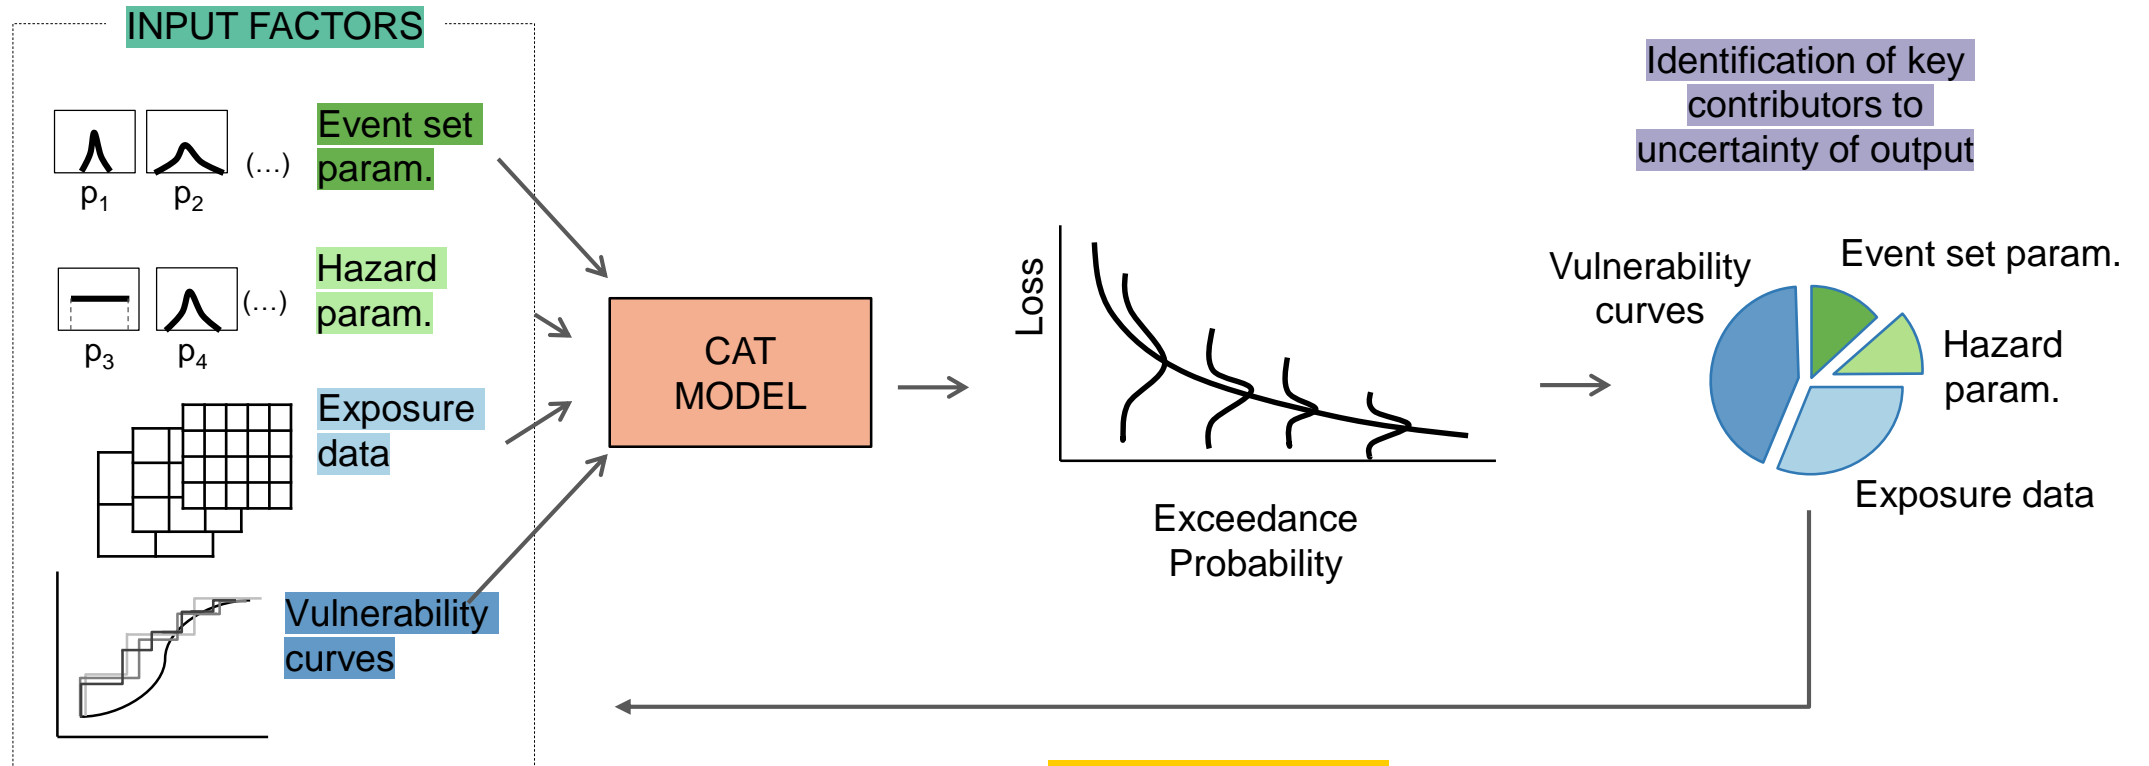 INPUT FACTORS
Event set
param.
p1
p2
(…)
Hazard
param.
p3
p4
(…)
Exposure
data
Vulnerability
curves
CAT
MODEL
Loss
Exceedance
Probability
Identification of key
contributors to
uncertainty of output
Vulnerability
curves
Event set param.
Hazard
param.
Exposure data